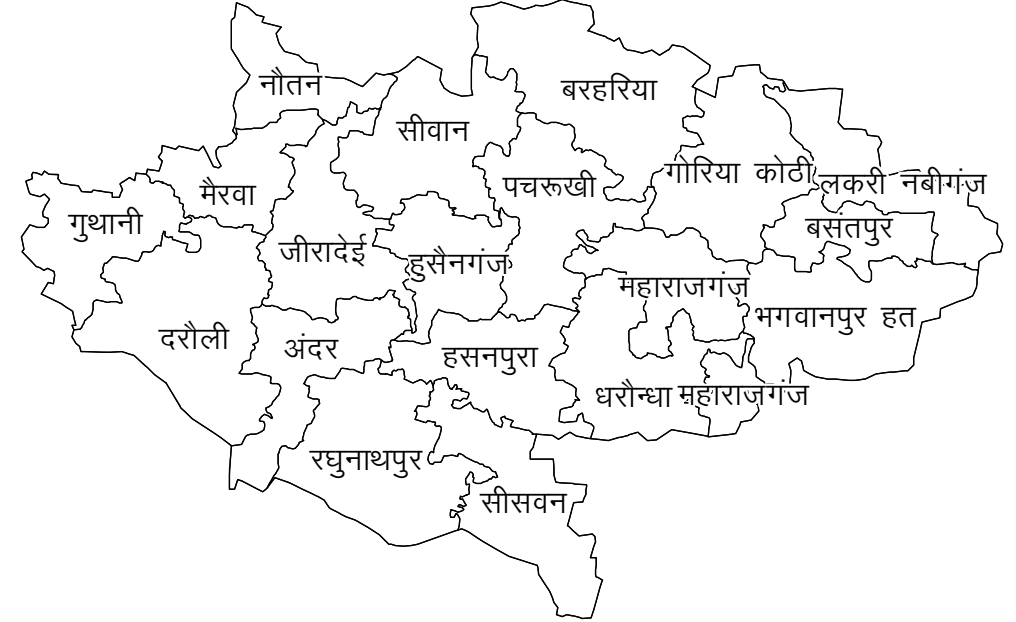 नौतन
बरहरिया
सीवान
गोरिया कोठी
पचरूखी
लकरी नबीगंज
मैरवा
गुथानी
बसंतपुर
जीरादेई
हुसैनगंज
महाराजगंज
भगवानपुर हत
दरौली
अंदर
हसनपुरा
धरौन्धा
महाराजगंज
रघुनाथपुर
सीसवन